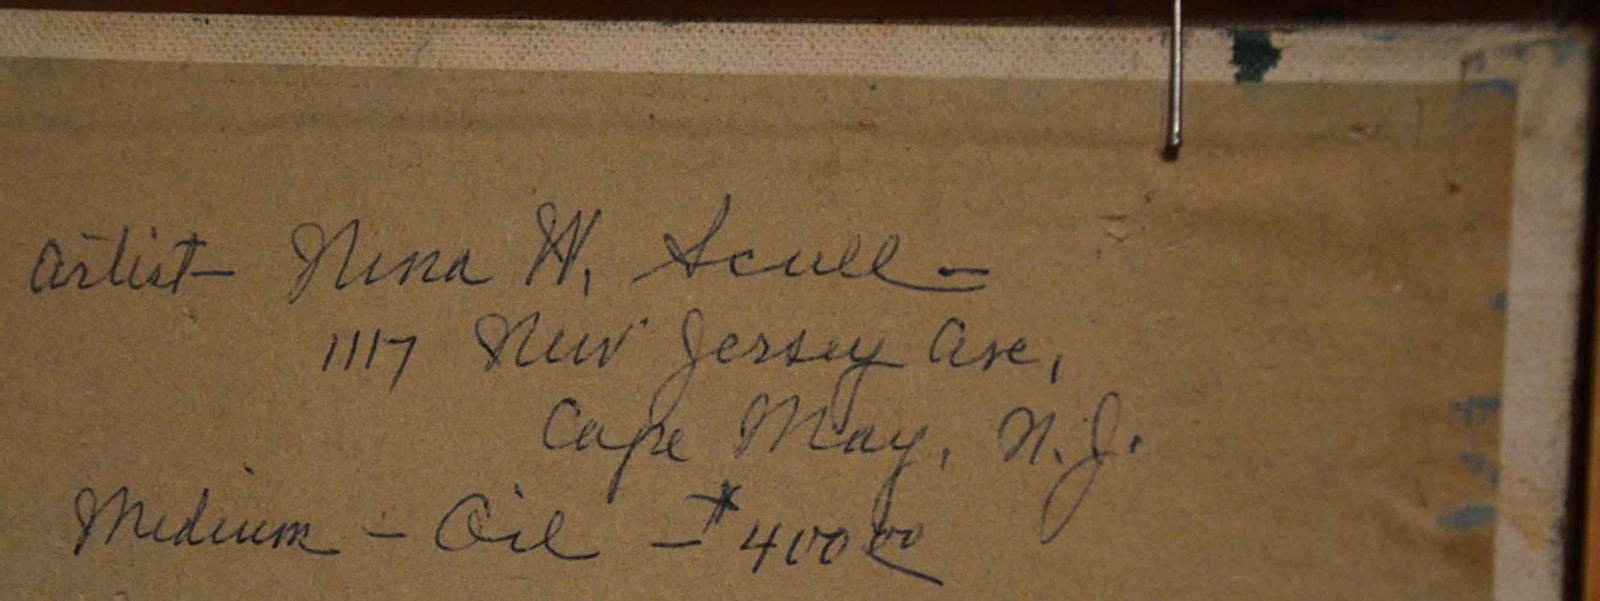 Artist - Nina W. Scull -
1117 New Jersey Ave,
Cape May, N.J.
Medium - Oil - $400 00